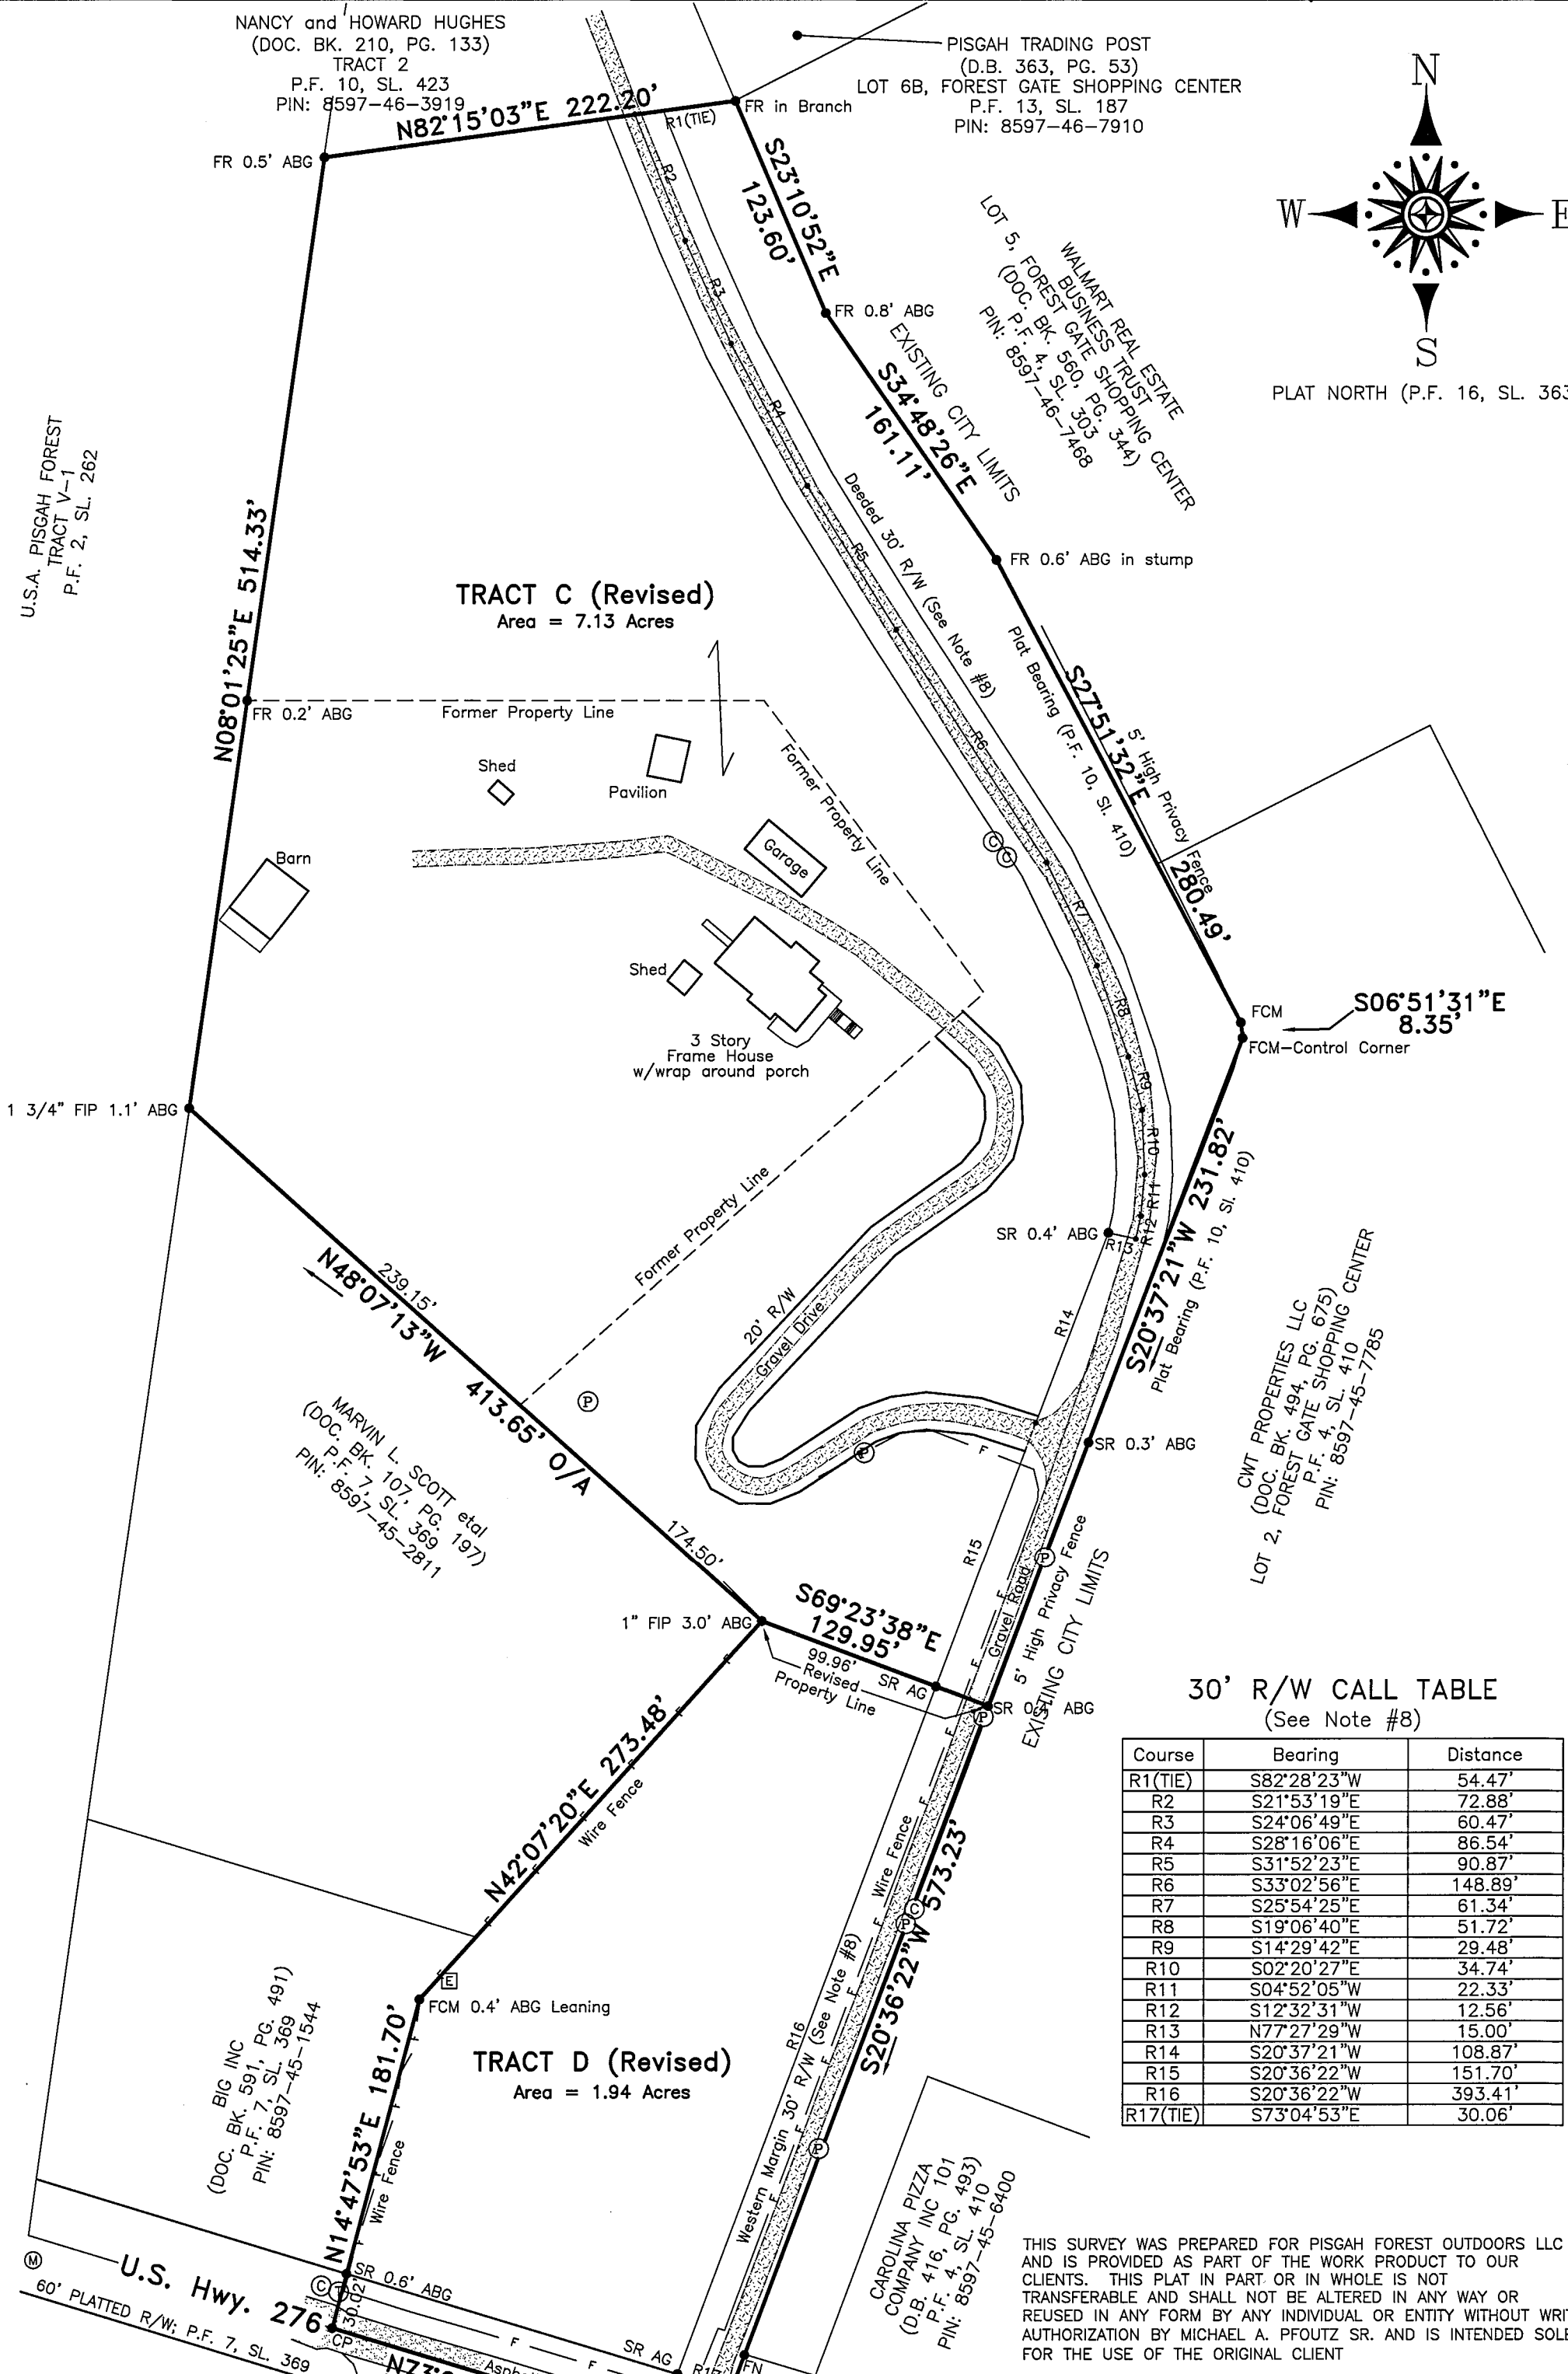 NANCY and HOWARD HUGHES
(DOC. BK. 210, PG. 133)
TRACT 2
P.F. 10, SL. 423
PIN: 8597-46-3919
PISGAH TRADING POST
(D.B. 363, PG. 53)
LOT 6B, FOREST GATE SHOPPING CENTER
P.F. 13, SL. 187
PIN: 8597-46-7910
N
W
E
S
PLAT NORTH (P.F. 16, SL. 363
N82°15'03"E 222.20'
R1(TIE)
FR in Branch
FR 0.5' ABG
R2
S23°10'52"E
123.60'
R3
FR 0.8' ABG
WALMART REAL ESTATE
BUSINESS TRUST
LOT 5, FOREST GATE SHOPPING CENTER
(DOC. BK. 560, PG. 344)
P.F. 4, SL. 303
PIN: 8597-46-7468
EXISTING CITY LIMITS
S34°48'26"E
161.11'
R4
U.S.A. PISGAH FOREST
TRACT V-1
P.F. 2, SL. 262
N08°01'25"E 514.33'
Deeded 30' R/W (See Note #8)
R5
FR 0.6' ABG in stump
TRACT C (Revised)
Area = 7.13 Acres
Plat Bearing (P.F. 10, Sl. 410)
S27°51'32"E
280.49'
5' High Privacy Fence
FR 0.2' ABG
Former Property Line
R6
Former Property Line
Shed
Pavilion
Barn
Garage
C
C
R7
Shed
3 Story
Frame House
w/wrap around porch
R8
FCM
S06°51'31"E
8.35'
FCM-Control Corner
R9
R10
1 3/4" FIP 1.1' ABG
Former Property Line
R11
R12
R13
SR 0.4' ABG
S20°37'21"W 231.82'
Plat Bearing (P.F. 10, Sl. 410)
239.15'
N48°07'13"W 413.65' O/A
20' R/W
Gravel Drive
R14
CWT PROPERTIES LLC
(DOC. BK. 494, PG. 675)
LOT 2, FOREST GATE SHOPPING CENTER
P.F. 4, SL. 410
PIN: 8597-45-7785
P
MARVIN L. SCOTT etal
(DOC. BK. 107, PG. 197)
P.F. 7, SL. 369
PIN: 8597-45-2811
P
F
SR 0.3' ABG
174.50'
R15
P
F
Gravel Road
5' High Privacy Fence
EXISTING CITY LIMITS
1" FIP 3.0' ABG
S69°23'38"E
129.95'
99.96'
Revised
Property Line
SR AG
F
SR 0.4' ABG
P
F
N42°07'20"E 273.48'
Wire Fence
30' R/W CALL TABLE
(See Note #8)
Course Bearing Distance
R1(TIE) S82°28'23"W 54.47'
R2 S21°53'19"E 72.88'
R3 S24°06'49"E 60.47'
R4 S28°16'06"E 86.54'
R5 S31°52'23"E 90.87'
R6 S33°02'56"E 148.89'
R7 S25°54'25"E 61.34'
R8 S19°06'40"E 51.72'
R9 S14°29'42"E 29.48'
R10 S02°20'27"E 34.74'
R11 S04°52'05"W 22.33'
R12 S12°32'31"W 12.56'
R13 N77°27'29"W 15.00'
R14 S20°37'21"W 108.87'
R15 S20°36'22"W 151.70'
R16 S20°36'22"W 393.41'
R17(TIE) S73°04'53"E 30.06'
F
Wire Fence
F
C
P
S20°36'22"W 573.23'
E
FCM 0.4' ABG Leaning
R16
Western Margin 30' R/W (See Note #8)
F
F
F
F
P
TRACT D (Revised)
Area = 1.94 Acres
BIG INC
(DOC. BK. 591, PG. 491)
P.F. 7, SL. 369
PIN: 8597-45-1544
N14°47'53"E 181.70'
Wire Fence
CAROLINA PIZZA
COMPANY INC 101
(D.B. 416, PG. 493)
P.F. 4, SL. 410
PIN: 8597-45-6400
M
U.S. Hwy. 276
60' PLATTED R/W; P.F. 7, SL. 369
C
T
SR 0.6' ABG
30.02'
CP
F
F
SR AG
FN
THIS SURVEY WAS PREPARED FOR PISGAH FOREST OUTDOORS LLC
AND IS PROVIDED AS PART OF THE WORK PRODUCT TO OUR
CLIENTS. THIS PLAT IN PART OR IN WHOLE IS NOT
TRANSFERABLE AND SHALL NOT BE ALTERED IN ANY WAY OR
REUSED IN ANY FORM BY ANY INDIVIDUAL OR ENTITY WITHOUT WRIT
AUTHORIZATION BY MICHAEL A. PFOUTZ SR. AND IS INTENDED SOLE
FOR THE USE OF THE ORIGINAL CLIENT